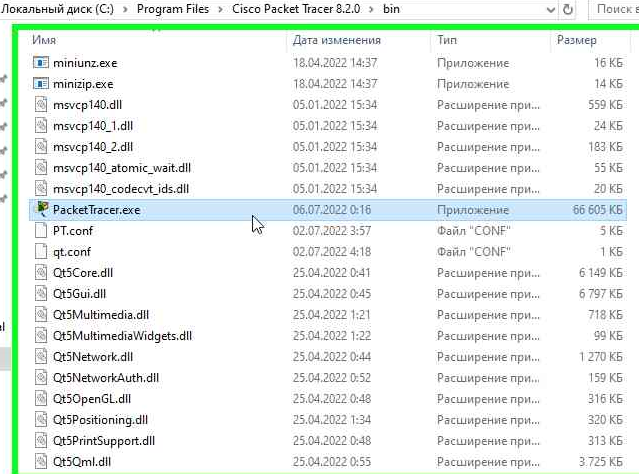 Локальный диск (C:) > Program Files > Cisco Packet Tracer 8.2.0 > bin Поиск в
Имя Дата изменения Тип Размер
miniunz.exe 18.04.2022 14:37 Приложение 16 КБ
minizip.exe 18.04.2022 14:37 Приложение 14 КБ
msvcp140.dll 05.01.2022 15:34 Расширение при... 559 КБ
msvcp140_1.dll 05.01.2022 15:34 Расширение при... 24 КБ
msvcp140_2.dll 05.01.2022 15:34 Расширение при... 183 КБ
msvcp140_atomic_wait.dll 05.01.2022 15:34 Расширение при... 55 КБ
msvcp140_codecvt_ids.dll 05.01.2022 15:34 Расширение при... 20 КБ
PacketTracer.exe 06.07.2022 0:16 Приложение 66 605 КБ
PT.conf 02.07.2022 3:57 Файл "CONF" 5 КБ
qt.conf 02.07.2022 4:18 Файл "CONF" 1 КБ
Qt5Core.dll 25.04.2022 0:41 Расширение при... 6 149 КБ
Qt5Gui.dll 25.04.2022 0:45 Расширение при... 6 797 КБ
Qt5Multimedia.dll 25.04.2022 1:21 Расширение при... 718 КБ
Qt5MultimediaWidgets.dll 25.04.2022 1:22 Расширение при... 99 КБ
Qt5Network.dll 25.04.2022 0:44 Расширение при... 1 270 КБ
Qt5NetworkAuth.dll 25.04.2022 0:52 Расширение при... 159 КБ
Qt5OpenGL.dll 25.04.2022 0:48 Расширение при... 316 КБ
Qt5Positioning.dll 25.04.2022 1:34 Расширение при... 320 КБ
Qt5PrintSupport.dll 25.04.2022 0:48 Расширение при... 313 КБ
Qt5Qml.dll 25.04.2022 0:51 Расширение при... 3 725 КБ